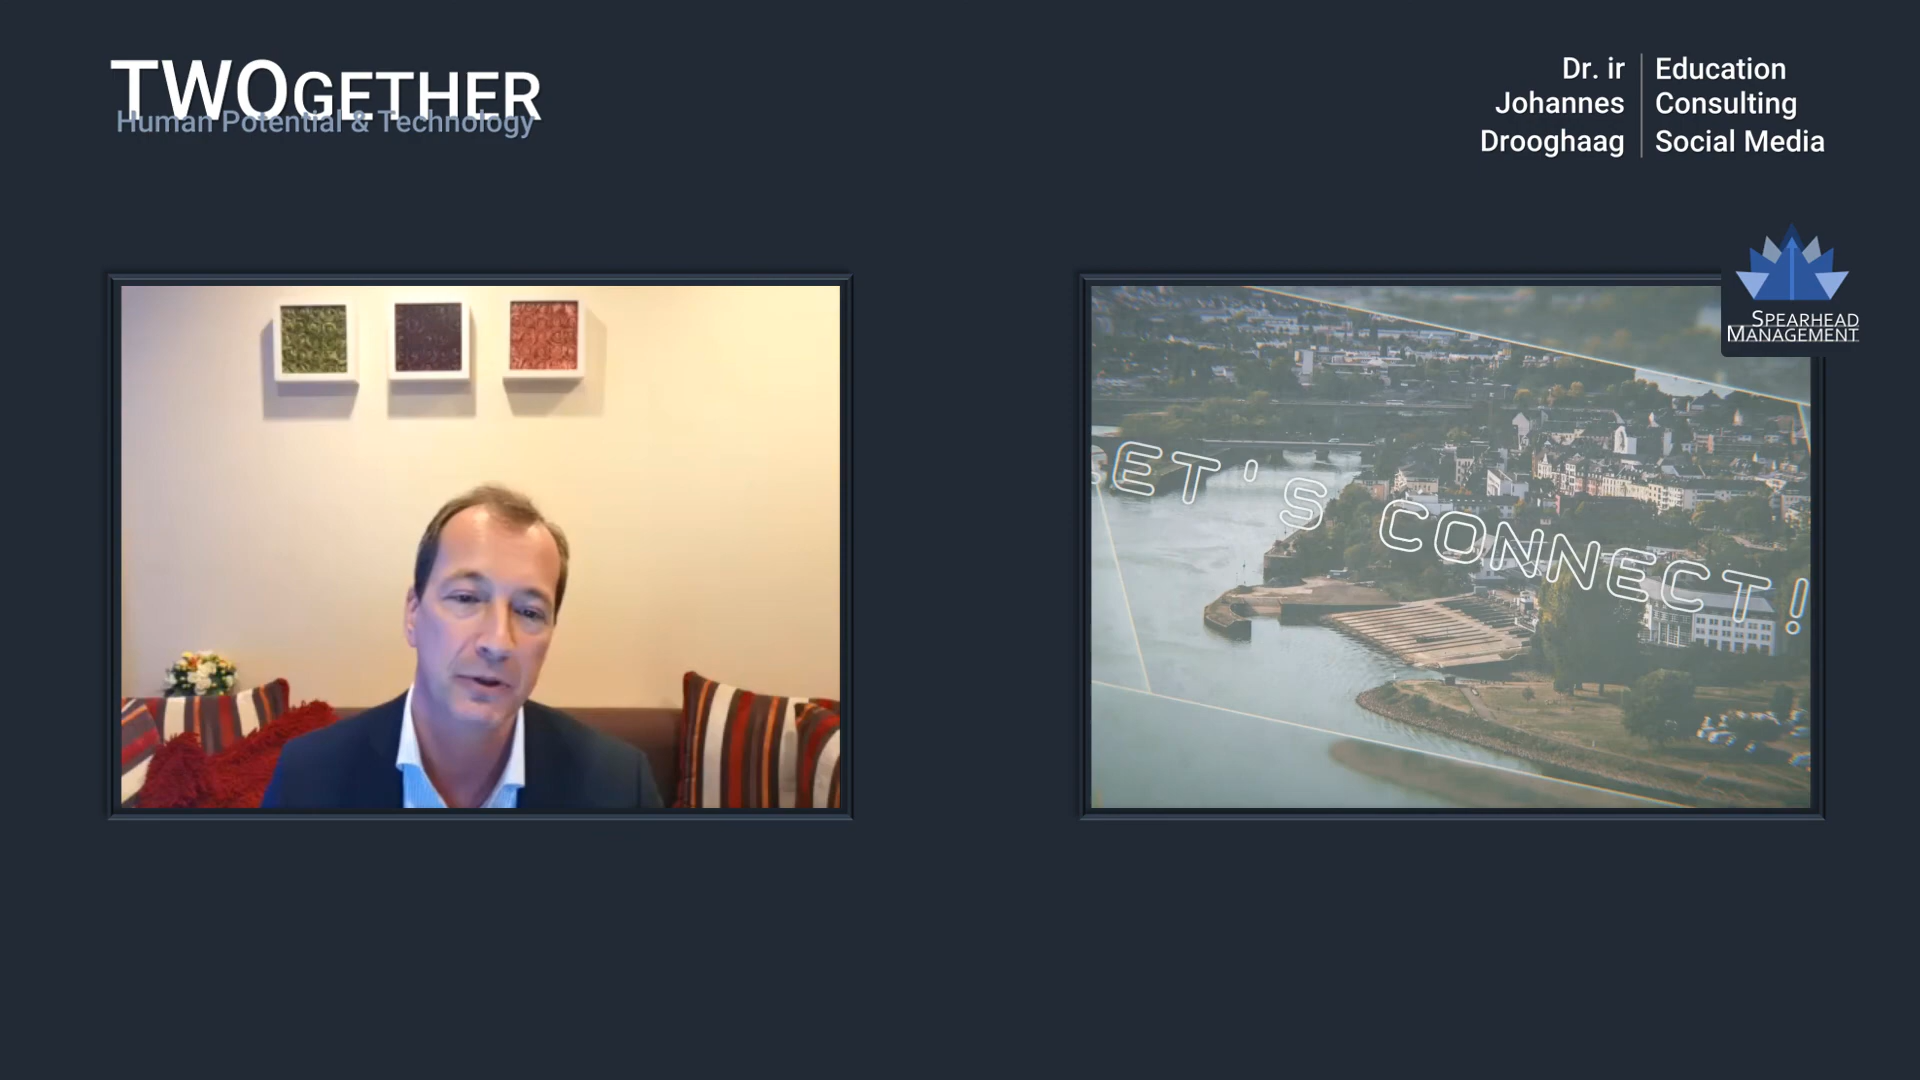 TWOGETHER
Human Potential & Technology
Dr. ir
Johannes
Drooghaag
Education
Consulting
Social Media
SPEARHEAD
MANAGEMENT
ET'S CONNECT!